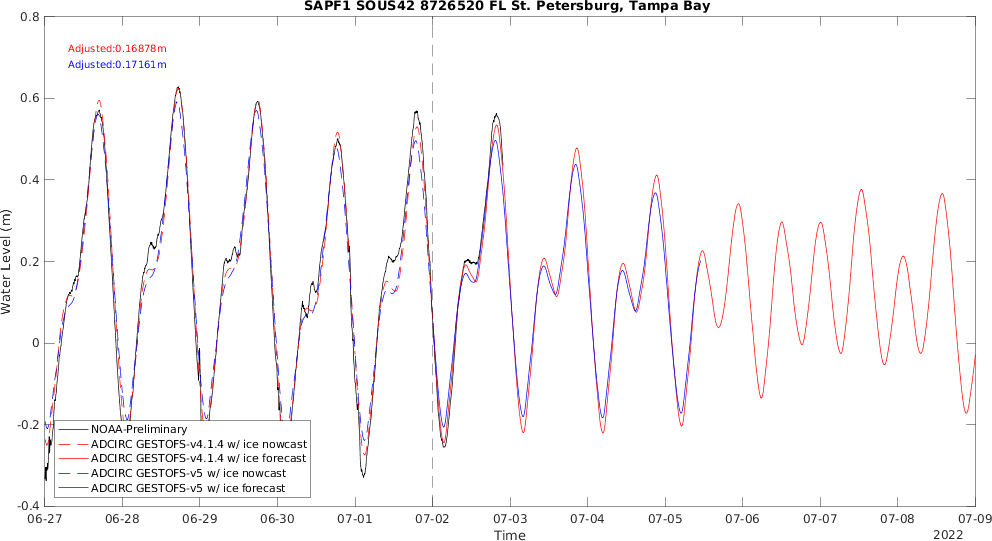 SAPF1 SOUS42 8726520 FL St. Petersburg, Tampa Bay
Adjusted:0.16878m
Adjusted:0.17161m
Water Level (m)
0.8
0.6
0.4
0.2
0
-0.2
-0.4
NOAA-Preliminary
ADCIRC GESTOFS-v4.1.4 w/ ice nowcast
ADCIRC GESTOFS-v4.1.4 w/ ice forecast
ADCIRC GESTOFS-v5 w/ ice nowcast
ADCIRC GESTOFS-v5 w/ ice forecast
06-27 06-28 06-29 06-30 07-01 07-02 07-03 07-04 07-05 07-06 07-07 07-08 07-09
Time
2022